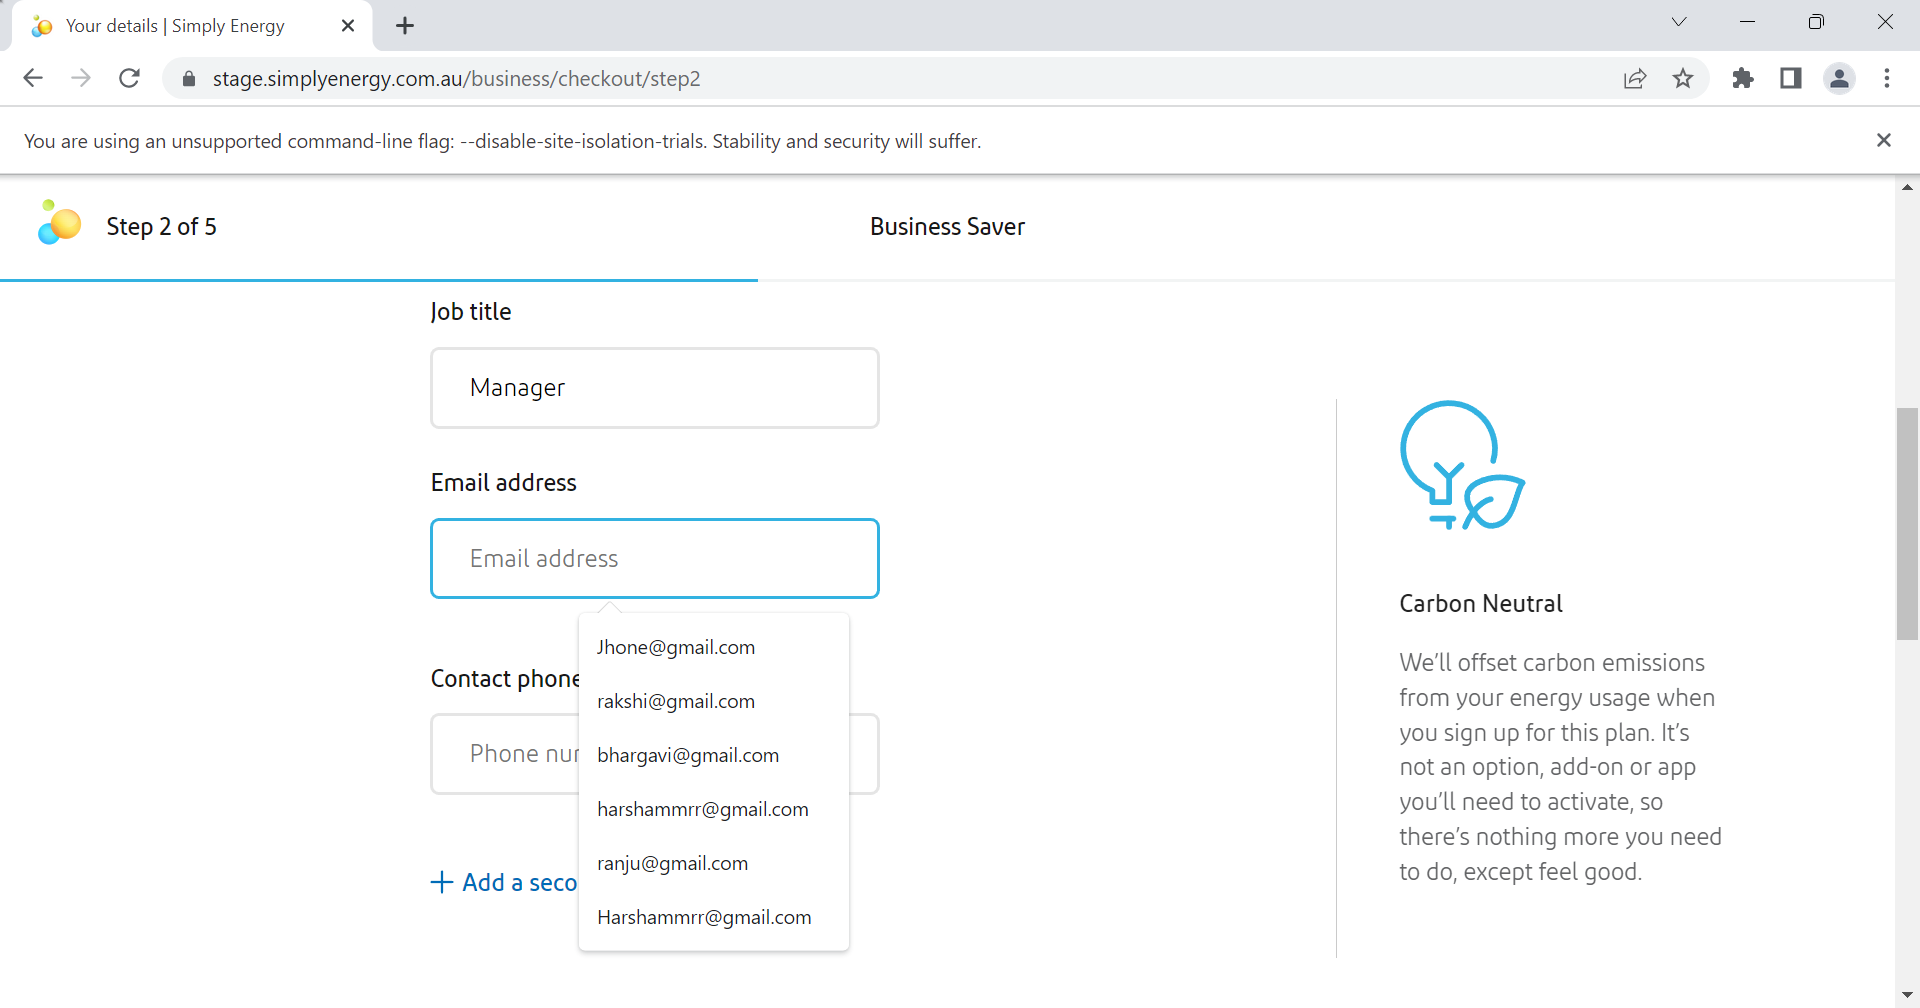 Your details | Simply Energy
stage.simplyenergy.com.au/business/checkout/step2
You are using an unsupported command-line flag: --disable-site-isolation-trials. Stability and security will suffer.
Step 2 of 5
Business Saver
Job title
Manager
Email address
Email address
Jhone@gmail.com
rakshi@gmail.com
bhargavi@gmail.com
harshammrr@gmail.com
ranju@gmail.com
Harshammrr@gmail.com
Contact phone
Phone
Add a
Carbon Neutral
We'll offset carbon emissions
from your energy usage when
you sign up for this plan. It's
not an option, add-on or app
you'll need to activate, so
there's nothing more you need
to do, except feel good.